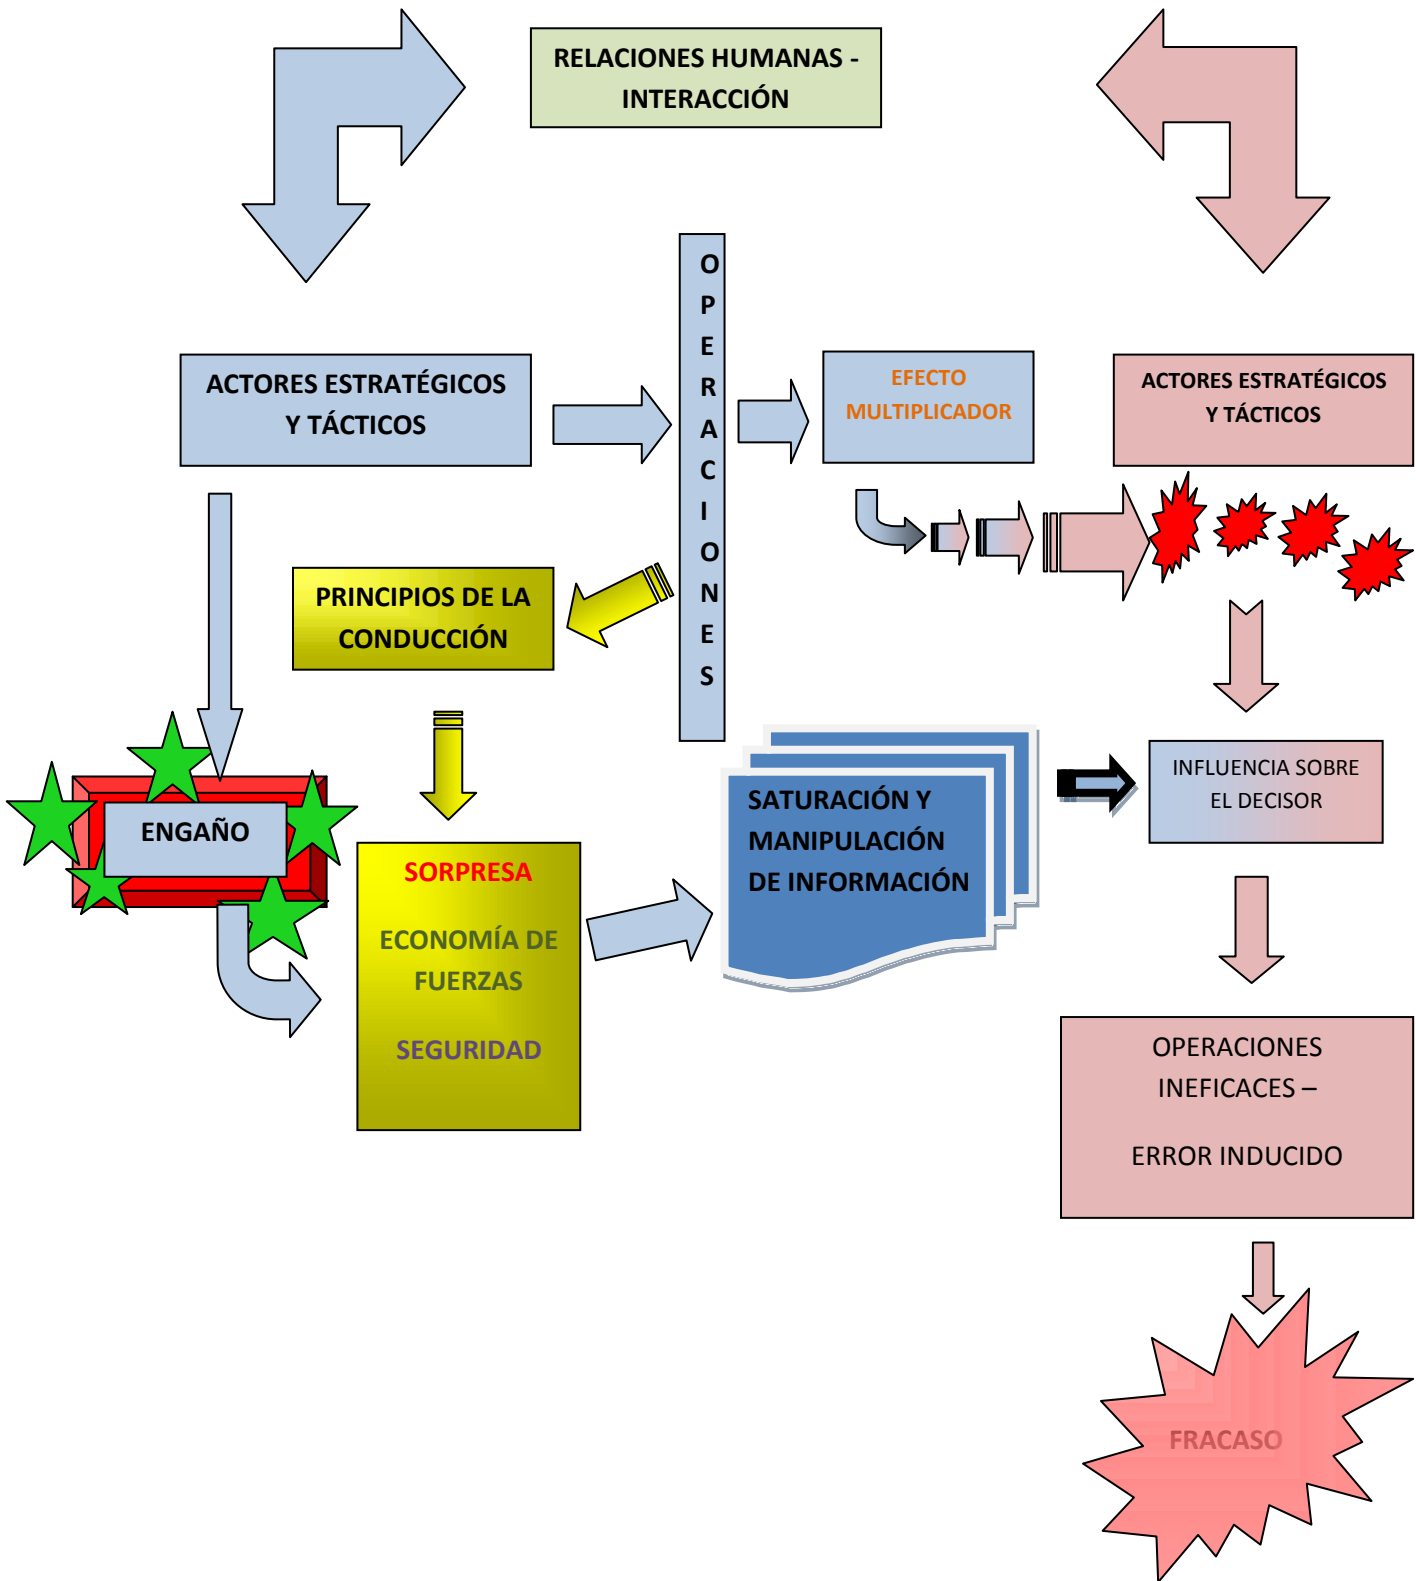 RELACIONES HUMANAS -
INTERACCIÓN
OPERACIONES
ACTORES ESTRATÉGICOS
Y TÁCTICOS
EFECTO
MULTIPLICADOR
ACTORES ESTRATÉGICOS
Y TÁCTICOS
PRINCIPIOS DE LA
CONDUCCIÓN
ENGAÑO
SORPRESA
ECONOMÍA DE
FUERZAS
SEGURIDAD
SATURACIÓN Y
MANIPULACIÓN
DE INFORMACIÓN
INFLUENCIA SOBRE
EL DECISOR
OPERACIONES
INEFICACES –
ERROR INDUCIDO
FRACASO